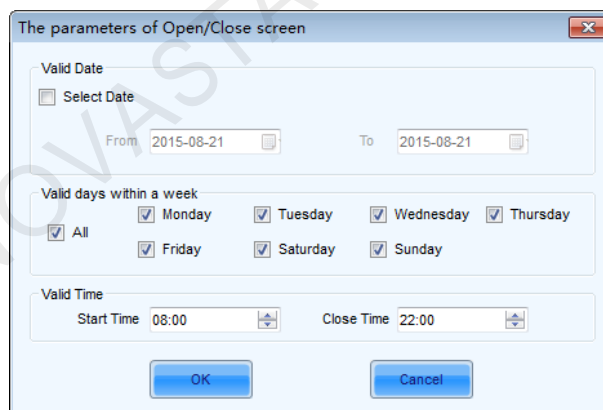 The parameters of Open/Close screen
Valid Date
Select Date
From 2015-08-21 To 2015-08-21
Valid days within a week
All Monday Tuesday Wednesday Thursday
Friday Saturday Sunday
Valid Time
Start Time 08:00 Close Time 22:00
OK Cancel
NOVASTA